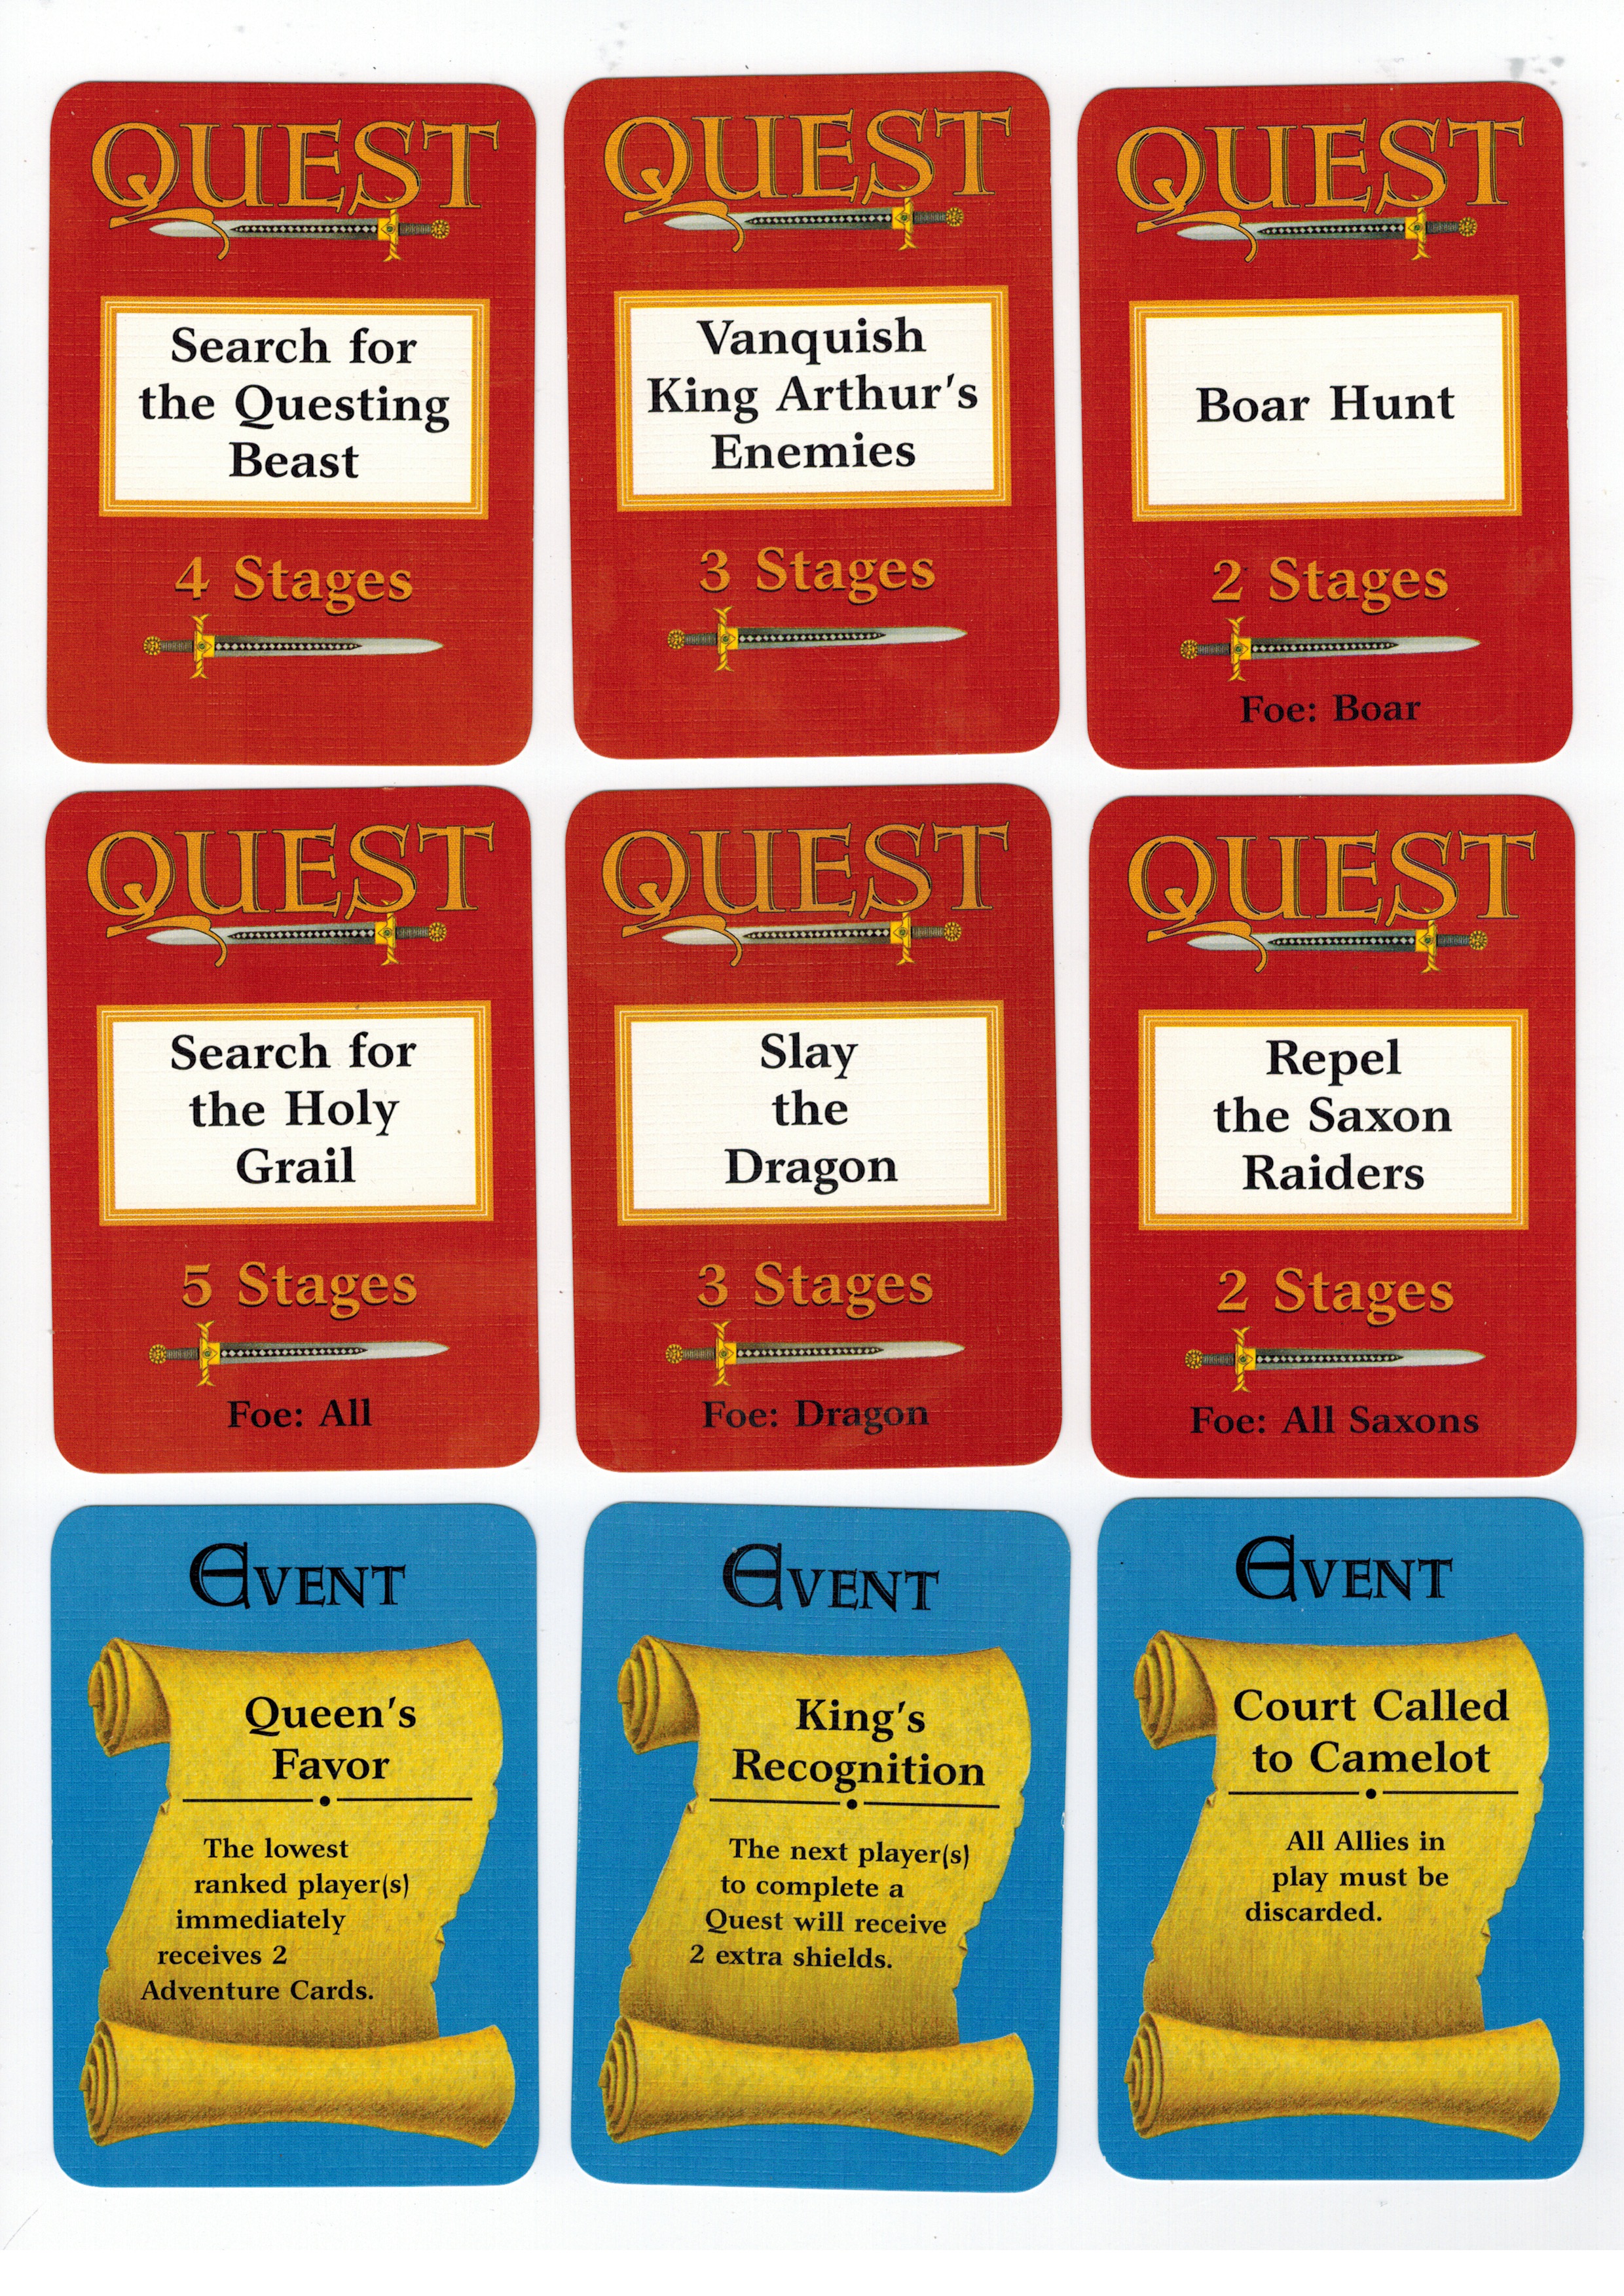 QUEST
Search for
the Questing
Beast
4 Stages
QUEST
Vanquish
King Arthur's
Enemies
3 Stages
QUEST
Boar Hunt
2 Stages
Foe: Boar
QUEST
Search for
the Holy
Grail
5 Stages
Foe: All
QUEST
Slay
the
Dragon
3 Stages
Foe: Dragon
QUEST
Repel
the Saxon
Raiders
2 Stages
Foe: All Saxons
EVENT
Queen's
Favor
The lowest
ranked player(s)
immediately
receives 2
Adventure Cards.
EVENT
King's
Recognition
The next player(s)
to complete a
Quest will receive
2 extra shields.
EVENT
Court Called
to Camelot
All Allies in
play must be
discarded.